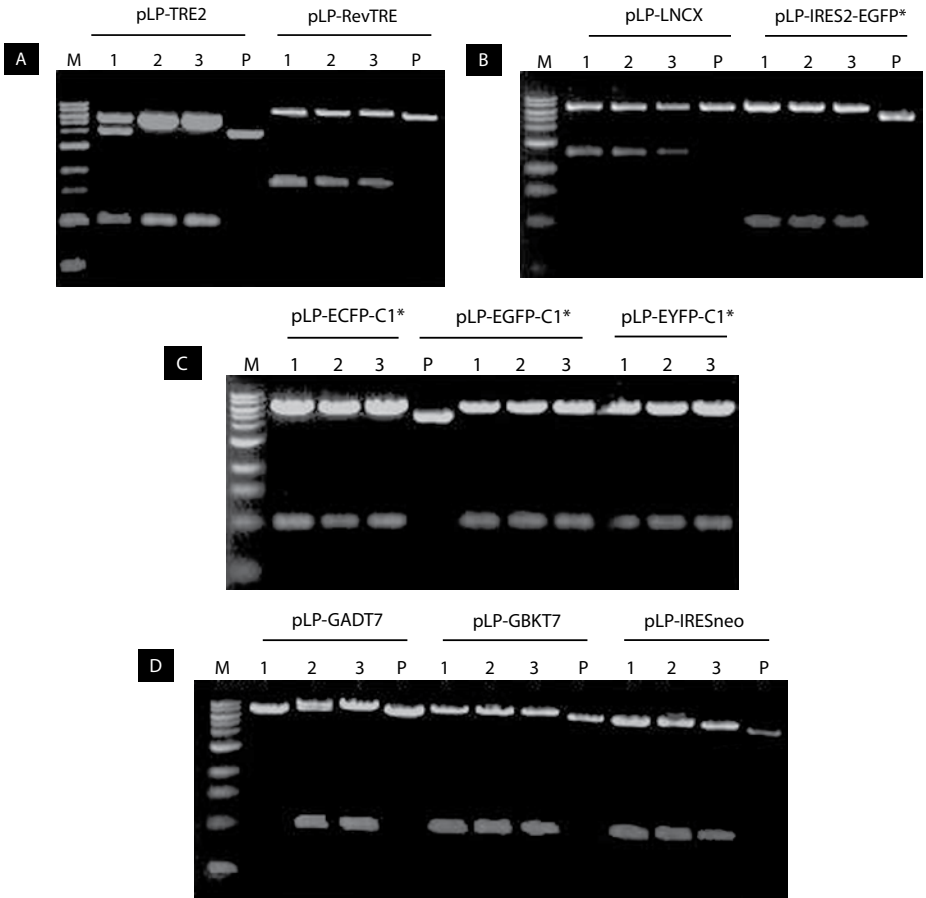 pLP-TRE2 pLP-RevTRE
A M 1 2 3 P 1 2 3 P
pLP-LNCX pLP-IRES2-EGFP*
B M 1 2 3 P 1 2 3 P
pLP-ECFP-C1* pLP-EGFP-C1* pLP-EYFP-C1*
C M 1 2 3 P 1 2 3 1 2 3
pLP-GADT7 pLP-GBKT7 pLP-IRESneo
D M 1 2 3 P 1 2 3 P 1 2 3 P